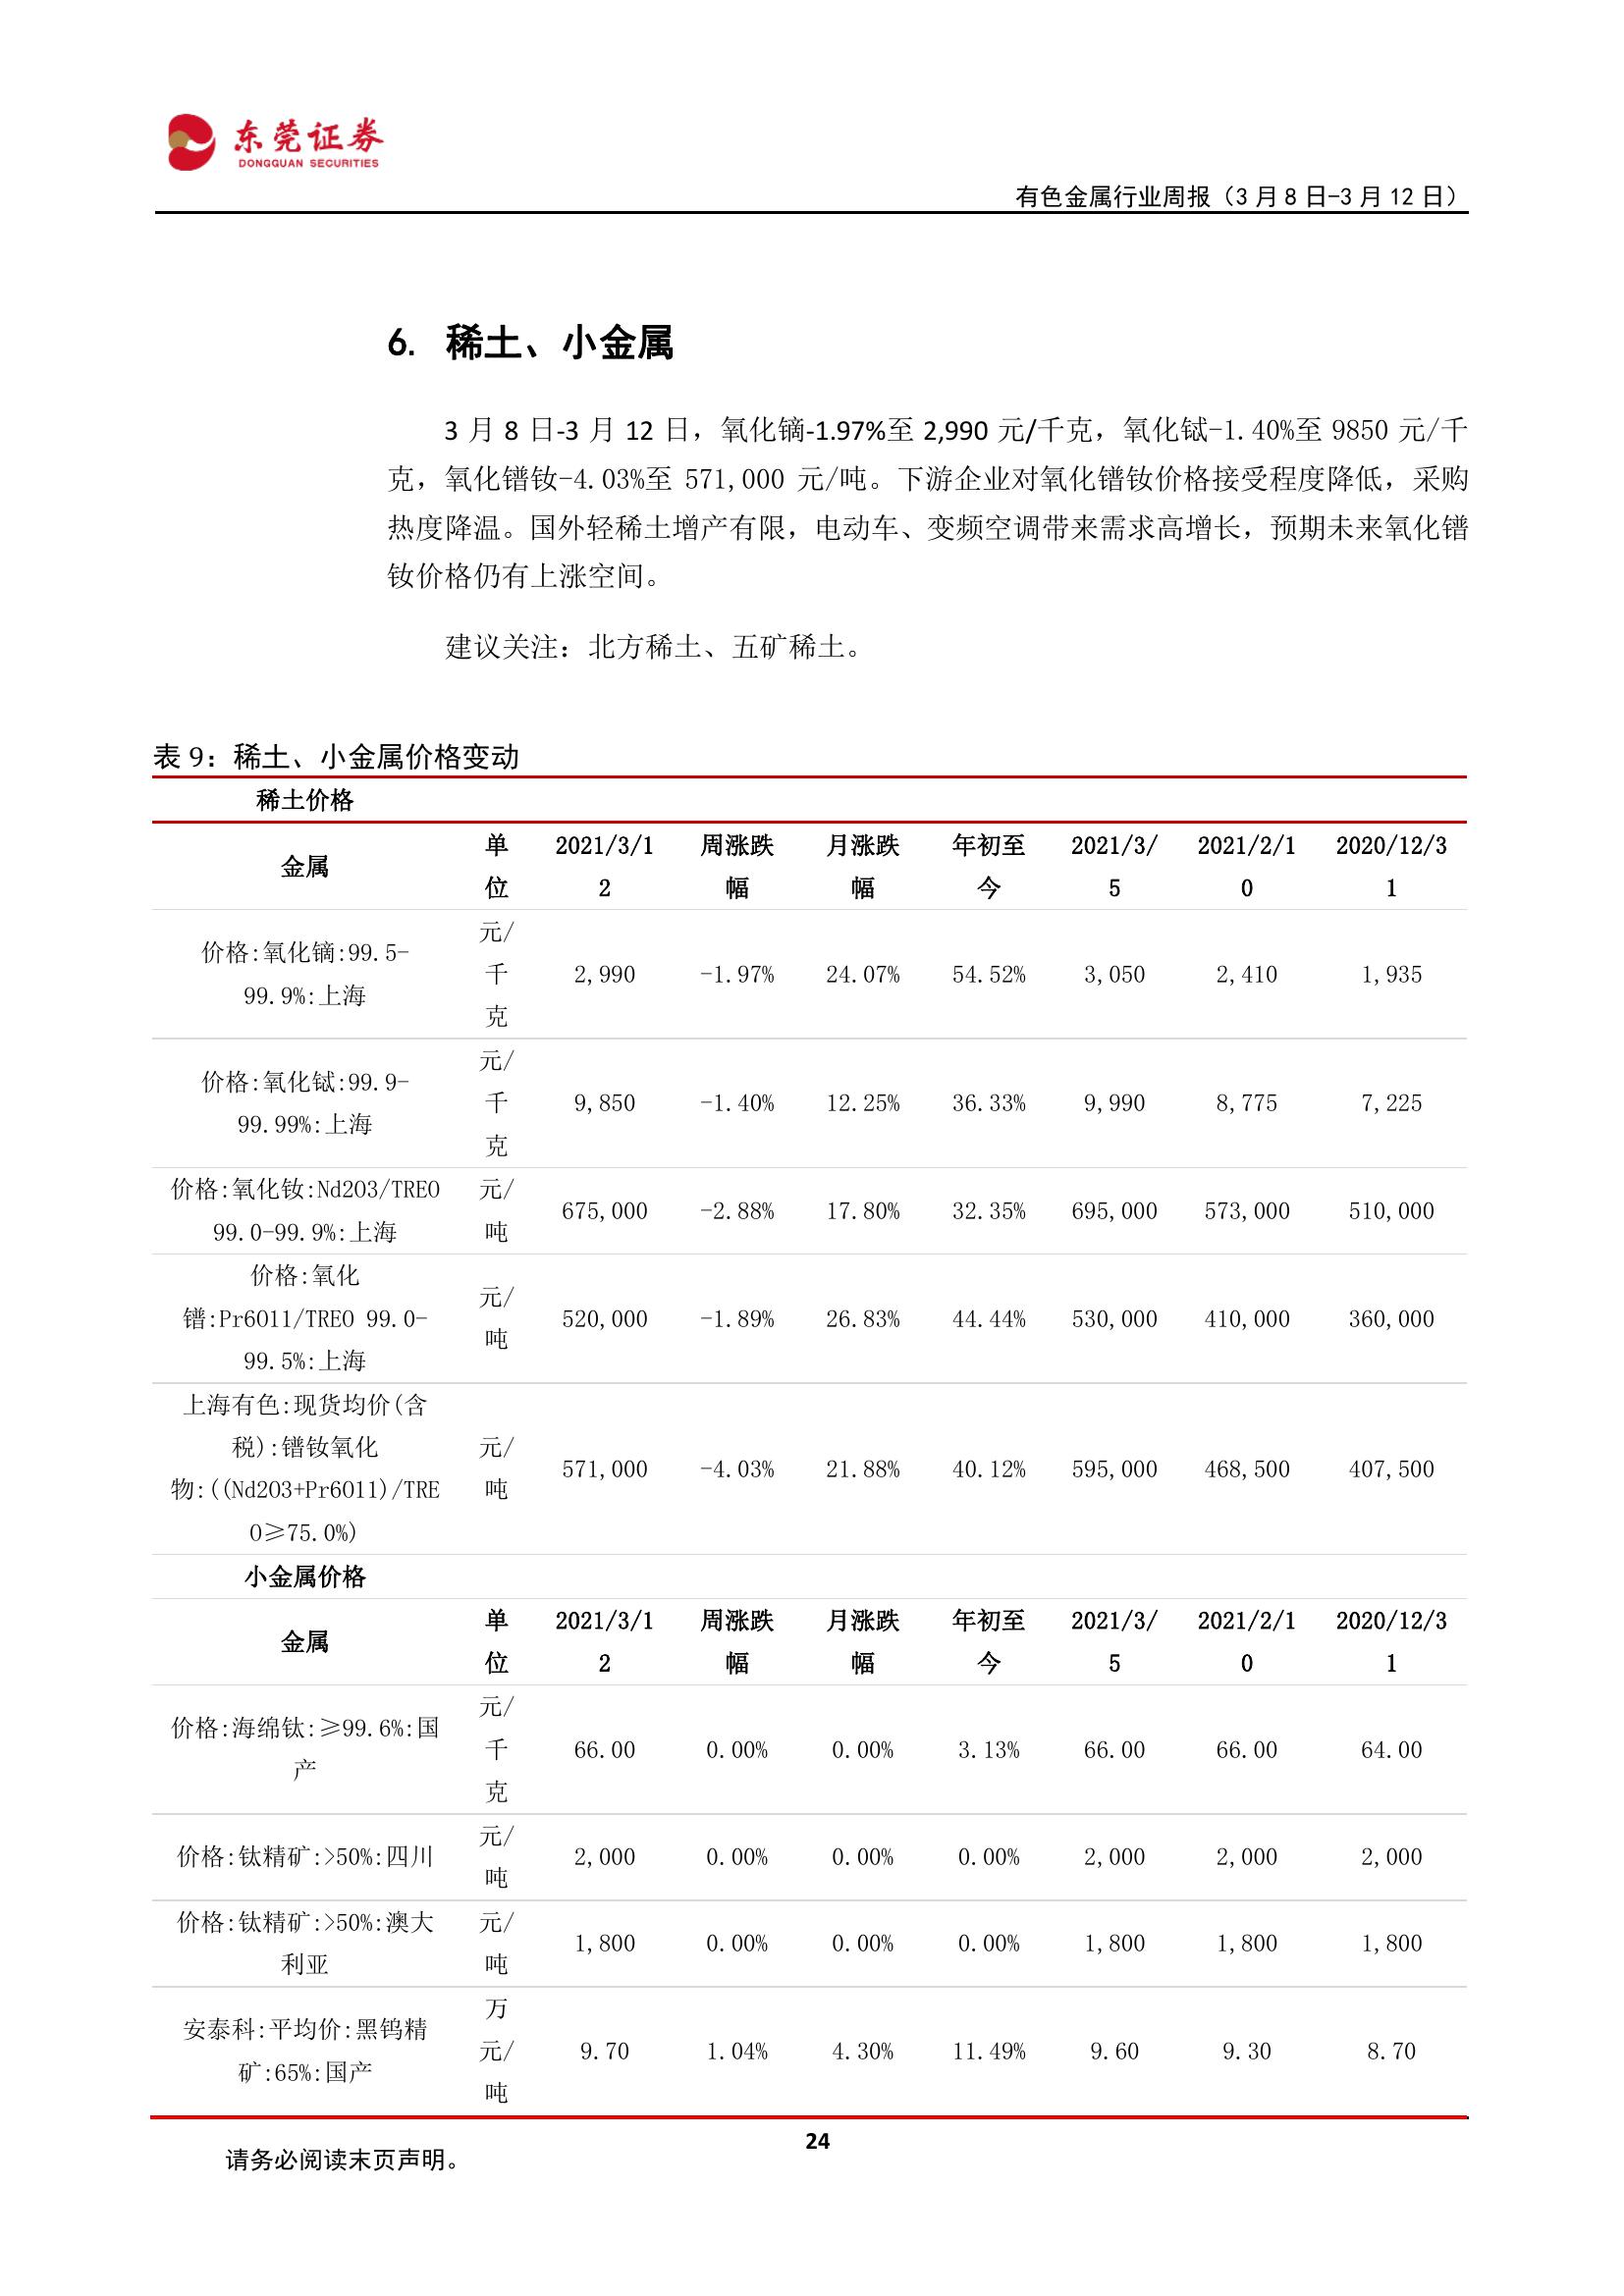 东莞证券
DONGGUAN SECURITIES
有色金属行业周报（3 月 8 日-3 月 12 日）
6. 稀土、小金属
3 月 8 日-3 月 12 日，氧化镝-1.97%至 2,990 元/千克，氧化铽-1.40%至 9850 元/千
克，氧化镨钕-4.03%至 571,000 元/吨。下游企业对氧化镨钕价格接受程度降低，采购
热度降温。国外轻稀土增产有限，电动车、变频空调带来需求高增长，预期未来氧化镨
钕价格仍有上涨空间。
建议关注：北方稀土、五矿稀土。
表 9：稀土、小金属价格变动
稀土价格
金属 单位 2021/3/12 周涨跌幅 月涨跌幅 年初至今 2021/3/5 2021/2/10 2020/12/31
价格:氧化镝:99.5-99.9%:上海 元/千克 2,990 -1.97% 24.07% 54.52% 3,050 2,410 1,935
价格:氧化铽:99.9-99.99%:上海 元/千克 9,850 -1.40% 12.25% 36.33% 9,990 8,775 7,225
价格:氧化钕:Nd2O3/TREO 99.0-99.9%:上海 元/吨 675,000 -2.88% 17.80% 32.35% 695,000 573,000 510,000
价格:氧化镨:Pr6O11/TREO 99.0-99.5%:上海 元/吨 520,000 -1.89% 26.83% 44.44% 530,000 410,000 360,000
上海有色:现货均价(含税):镨钕氧化物:((Nd2O3+Pr6O11)/TREO≥75.0%) 元/吨 571,000 -4.03% 21.88% 40.12% 595,000 468,500 407,500
小金属价格
金属 单位 2021/3/12 周涨跌幅 月涨跌幅 年初至今 2021/3/5 2021/2/10 2020/12/31
价格:海绵钛:≥99.6%:国产 元/千克 66.00 0.00% 0.00% 3.13% 66.00 66.00 64.00
价格:钛精矿:>50%:四川 元/吨 2,000 0.00% 0.00% 0.00% 2,000 2,000 2,000
价格:钛精矿:>50%:澳大利亚 元/吨 1,800 0.00% 0.00% 0.00% 1,800 1,800 1,800
安泰科:平均价:黑钨精矿:65%:国产 万元/吨 9.70 1.04% 4.30% 11.49% 9.60 9.30 8.70
24
请务必阅读末页声明。